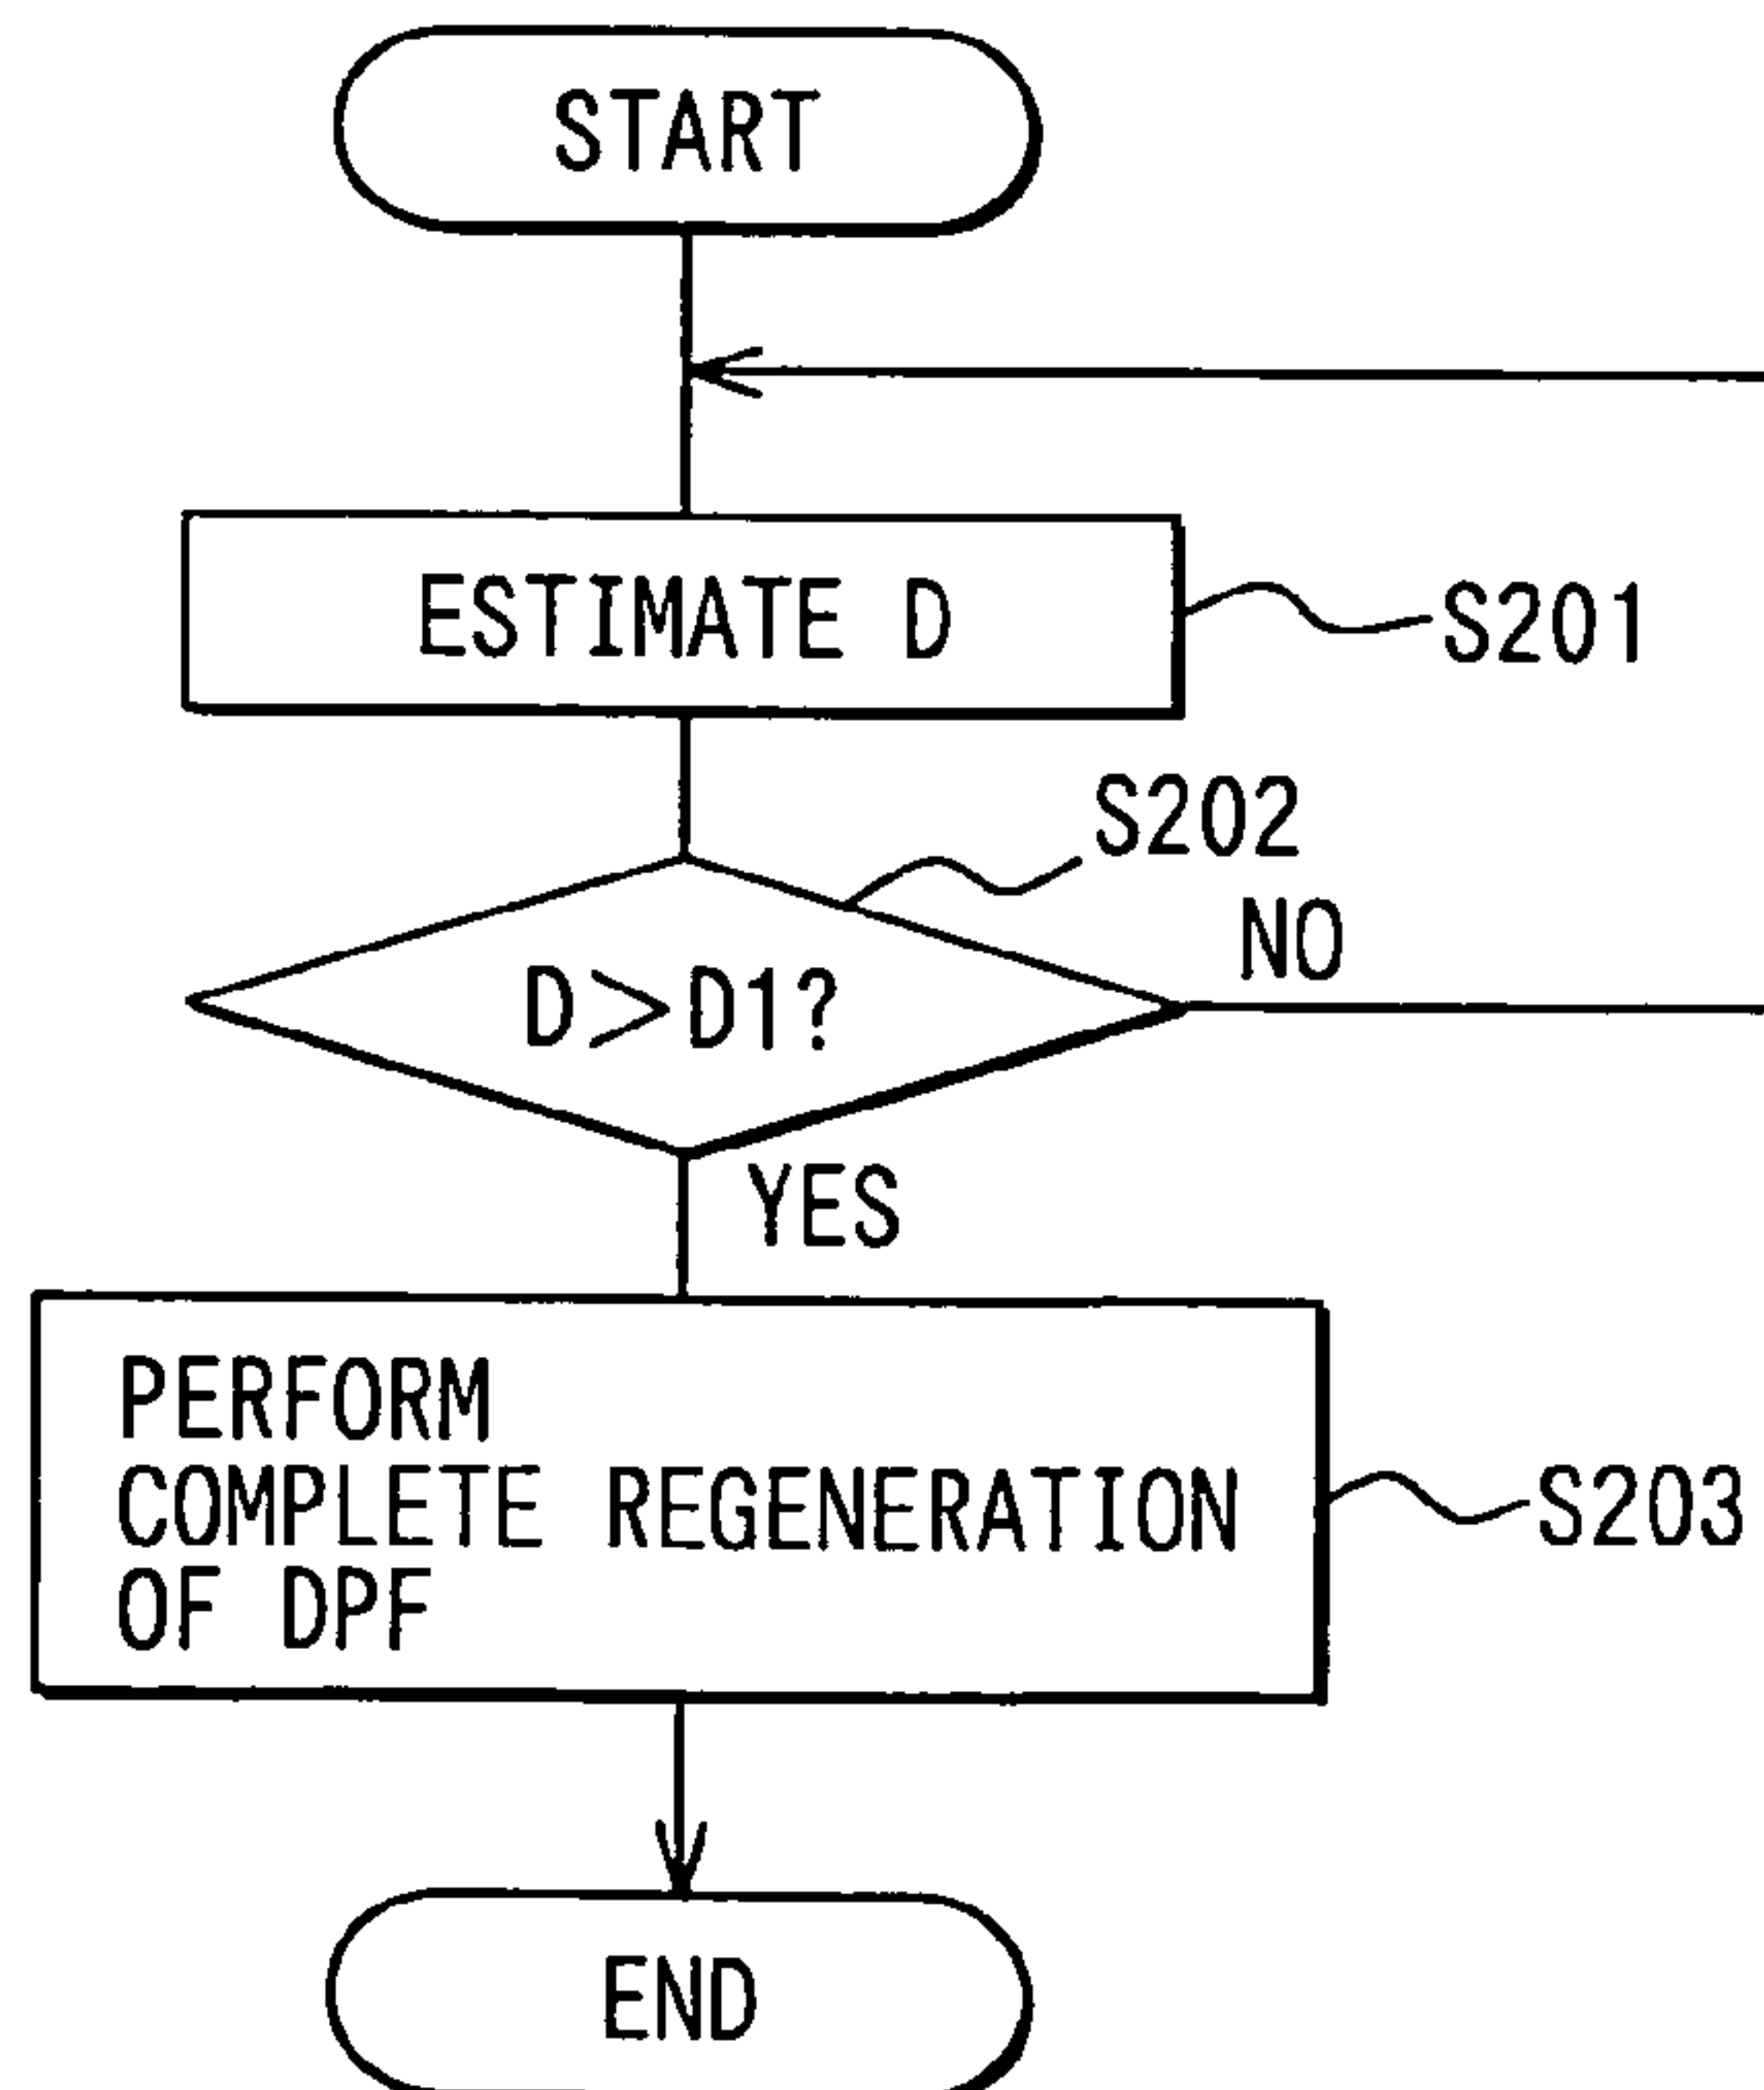 START
ESTIMATE D
S201
S202
NO
D>D1?
YES
PERFORM
COMPLETE REGENERATION
OF DPF
S203
END